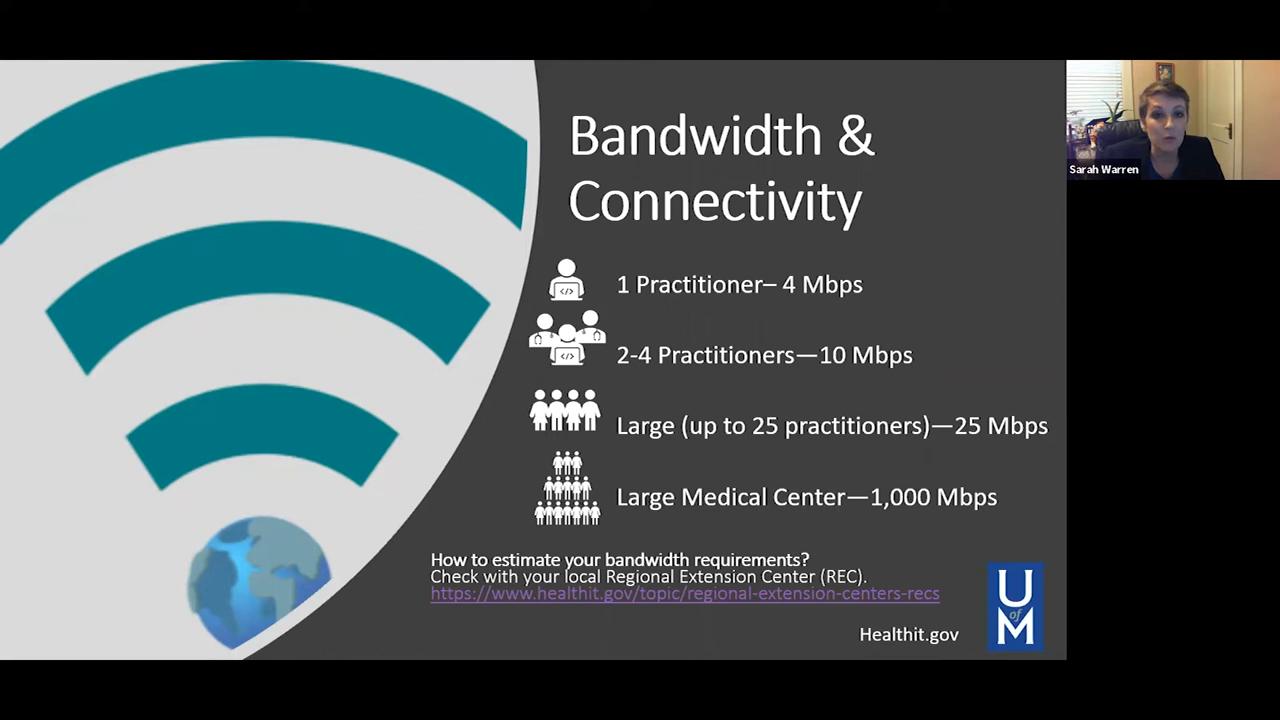 Bandwidth &
Connectivity
1 Practitioner– 4 Mbps
2-4 Practitioners—10 Mbps
Large (up to 25 practitioners)—25 Mbps
Large Medical Center—1,000 Mbps
How to estimate your bandwidth requirements?
Check with your local Regional Extension Center (REC).
https://www.healthit.gov/topic/regional-extension-centers-recs
Healthit.gov
U
of
M
Sarah Warren